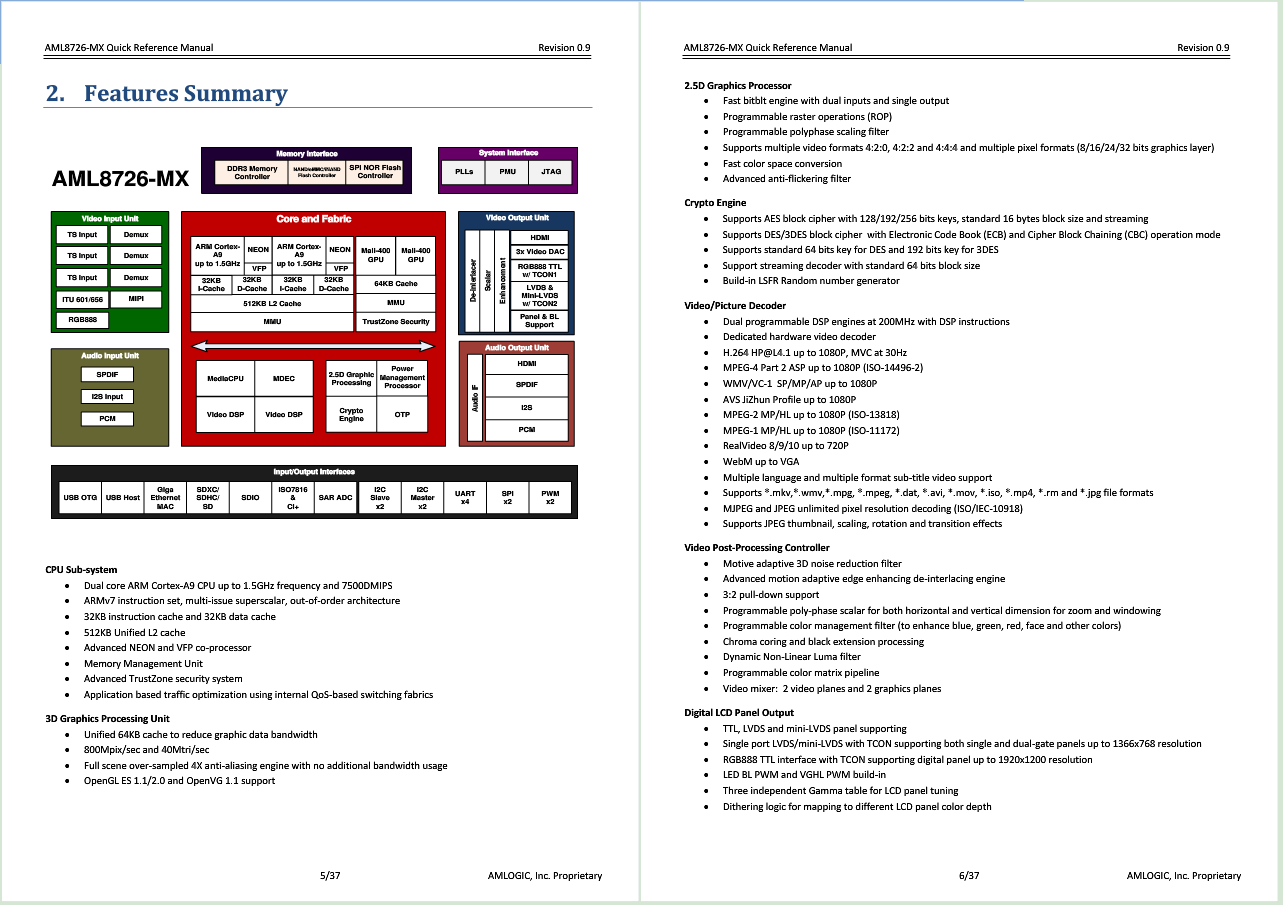 AML8726-MX Quick Reference Manual Revision 0.9
2. Features Summary
AML8726-MX
Memory Interface
DDR3 Memory
Controller
NAND/eMMC/iNAND
Flash Controller
SPI NOR Flash
Controller
System Interface
PLLs
PMU
JTAG
Video Input Unit
TS Input
Demux
TS Input
Demux
TS Input
Demux
ITU 601/656
MIPI
RGB888
Audio Input Unit
SPDIF
I2S Input
PCM
Core and Fabric
ARM Cortex-
A9
up to 1.5GHz
NEON
VFP
ARM Cortex-
A9
up to 1.5GHz
NEON
VFP
Mali-400
GPU
Mali-400
GPU
32KB
I-Cache
32KB
D-Cache
32KB
I-Cache
32KB
D-Cache
64KB Cache
512KB L2 Cache
MMU
MMU
TrustZone Security
MediaCPU
MDEC
Video DSP
Video DSP
2.5D Graphic
Processing
Power
Management
Processor
Crypto
Engine
OTP
Video Output Unit
De-interlacer
Scalar
Enhancement
HDMI
3x Video DAC
RGB888 TTL
w/ TCON1
LVDS &
Mini-LVDS
w/ TCON2
Panel & BL
Support
Audio Output Unit
Audio IF
HDMI
SPDIF
I2S
PCM
Input/Output Interfaces
USB OTG
USB Host
Giga
Ethernet
MAC
SDXC/
SDHC/
SD
SDIO
ISO7816
&
CI+
SAR ADC
I2C
Slave
x2
I2C
Master
x2
UART
x4
SPI
x2
PWM
x2
CPU Sub-system
• Dual core ARM Cortex-A9 CPU up to 1.5GHz frequency and 7500DMIPS
• ARMv7 instruction set, multi-issue superscalar, out-of-order architecture
• 32KB instruction cache and 32KB data cache
• 512KB Unified L2 cache
• Advanced NEON and VFP co-processor
• Memory Management Unit
• Advanced TrustZone security system
• Application based traffic optimization using internal QoS-based switching fabrics
3D Graphics Processing Unit
• Unified 64KB cache to reduce graphic data bandwidth
• 800Mpix/sec and 40Mtri/sec
• Full scene over-sampled 4X anti-aliasing engine with no additional bandwidth usage
• OpenGL ES 1.1/2.0 and OpenVG 1.1 support
5/37 AMLOGIC, Inc. Proprietary
AML8726-MX Quick Reference Manual Revision 0.9
2.5D Graphics Processor
• Fast bitblt engine with dual inputs and single output
• Programmable raster operations (ROP)
• Programmable polyphase scaling filter
• Supports multiple video formats 4:2:0, 4:2:2 and 4:4:4 and multiple pixel formats (8/16/24/32 bits graphics layer)
• Fast color space conversion
• Advanced anti-flickering filter
Crypto Engine
• Supports AES block cipher with 128/192/256 bits keys, standard 16 bytes block size and streaming
• Supports DES/3DES block cipher with Electronic Code Book (ECB) and Cipher Block Chaining (CBC) operation mode
• Supports standard 64 bits key for DES and 192 bits key for 3DES
• Support streaming decoder with standard 64 bits block size
• Build-in LSFR Random number generator
Video/Picture Decoder
• Dual programmable DSP engines at 200MHz with DSP instructions
• Dedicated hardware video decoder
• H.264 HP@L4.1 up to 1080P, MVC at 30Hz
• MPEG-4 Part 2 ASP up to 1080P (ISO-14496-2)
• WMV/VC-1 SP/MP/AP up to 1080P
• AVS JiZhun Profile up to 1080P
• MPEG-2 MP/HL up to 1080P (ISO-13818)
• MPEG-1 MP/HL up to 1080P (ISO-11172)
• RealVideo 8/9/10 up to 720P
• WebM up to VGA
• Multiple language and multiple format sub-title video support
• Supports *.mkv,*.wmv,*.mpg, *.mpeg, *.dat, *.avi, *.mov, *.iso, *.mp4, *.rm and *.jpg file formats
• MJPEG and JPEG unlimited pixel resolution decoding (ISO/IEC-10918)
• Supports JPEG thumbnail, scaling, rotation and transition effects
Video Post-Processing Controller
• Motive adaptive 3D noise reduction filter
• Advanced motion adaptive edge enhancing de-interlacing engine
• 3:2 pull-down support
• Programmable poly-phase scalar for both horizontal and vertical dimension for zoom and windowing
• Programmable color management filter (to enhance blue, green, red, face and other colors)
• Chroma coring and black extension processing
• Dynamic Non-Linear Luma filter
• Programmable color matrix pipeline
• Video mixer: 2 video planes and 2 graphics planes
Digital LCD Panel Output
• TTL, LVDS and mini-LVDS panel supporting
• Single port LVDS/mini-LVDS with TCON supporting both single and dual-gate panels up to 1366x768 resolution
• RGB888 TTL interface with TCON supporting digital panel up to 1920x1200 resolution
• LED BL PWM and VGHL PWM build-in
• Three independent Gamma table for LCD panel tuning
• Dithering logic for mapping to different LCD panel color depth
6/37 AMLOGIC, Inc. Proprietary